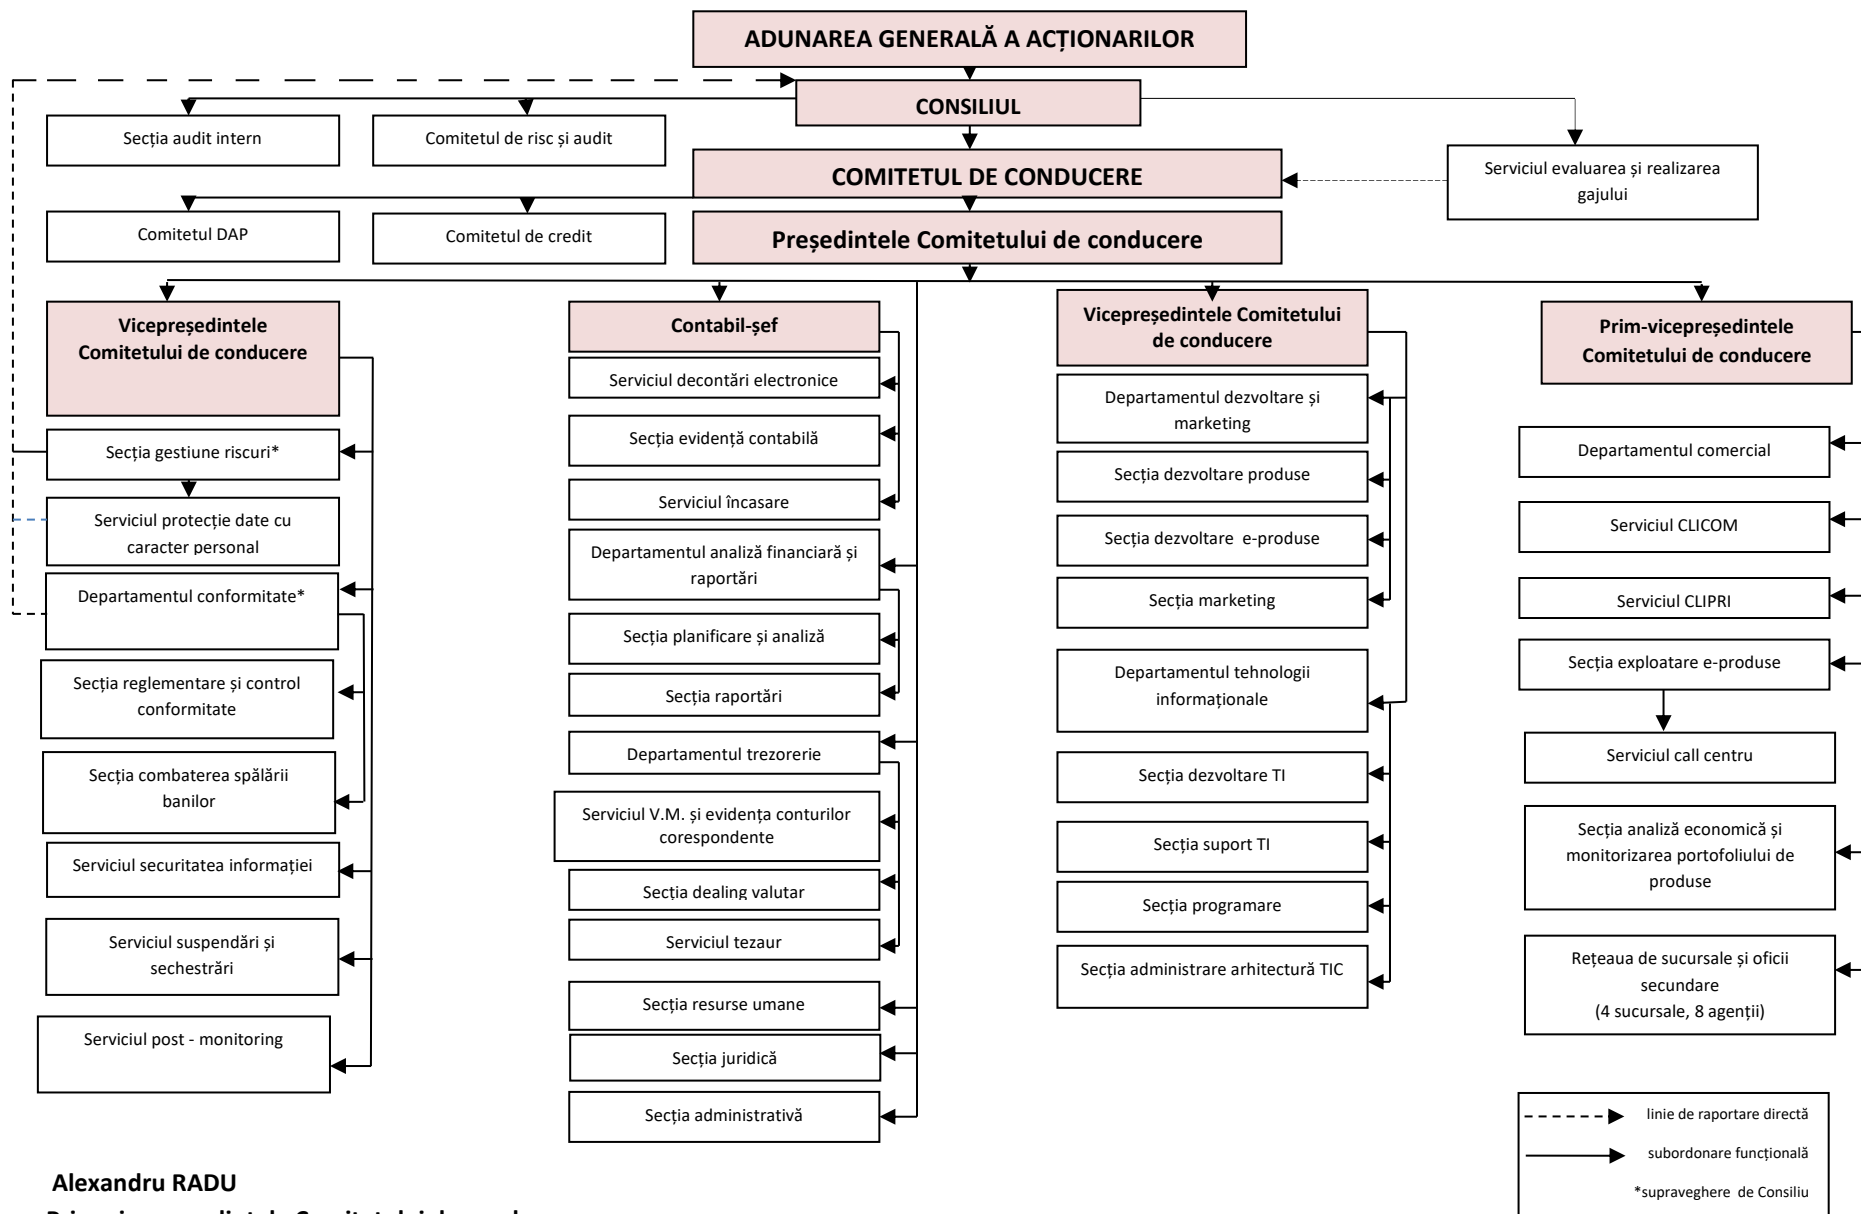 ADUNAREA GENERALĂ A ACȚIONARILOR
CONSILIUL
Secția audit intern
Comitetul de risc și audit
COMITETUL DE CONDUCERE
Serviciul evaluarea și realizarea
gajului
Comitetul DAP
Comitetul de credit
Președintele Comitetului de conducere
Vicepreședintele
Comitetului de conducere
Secția gestiune riscuri*
Serviciul protecție date cu
caracter personal
Departamentul conformitate*
Secția reglementare și control
conformitate
Secția combaterea spălării
banilor
Serviciul securitatea informației
Serviciul suspendări și
sechestrări
Serviciul post - monitoring
Contabil-șef
Serviciul decontări electronice
Secția evidență contabilă
Serviciul încasare
Departamentul analiză financiară și
raportări
Secția planificare și analiză
Secția raportări
Departamentul trezorerie
Serviciul V.M. și evidența conturilor
corespondente
Secția dealing valutar
Serviciul tezaur
Secția resurse umane
Secția juridică
Secția administrativă
Vicepreședintele Comitetului
de conducere
Departamentul dezvoltare și
marketing
Secția dezvoltare produse
Secția dezvoltare  e-produse
Secția marketing
Departamentul tehnologii
informaționale
Secția dezvoltare TI
Secția suport TI
Secția programare
Secția administrare arhitectură TIC
Prim-vicepreședintele
Comitetului de conducere
Departamentul comercial
Serviciul CLICOM
Serviciul CLIPRI
Secția exploatare e-produse
Serviciul call centru
Secția analiză economică și
monitorizarea portofoliului de
produse
Rețeaua de sucursale și oficii
secundare
(4 sucursale, 8 agenții)
linie de raportare directă
subordonare funcțională
*supraveghere  de Consiliu
Alexandru RADU